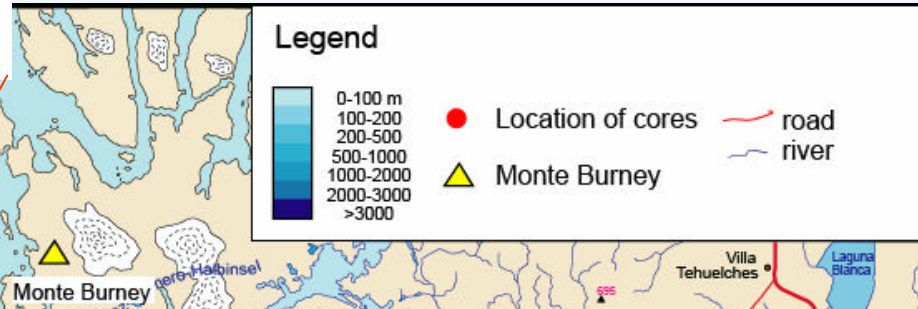 Legend
0-100 m
100-200
200-500
500-1000
1000-2000
2000-3000
>3000
Location of cores
Monte Burney
road
river
Villa
Tehuelches
Laguna
Blanca
695
Halbinsel
Monte Burney